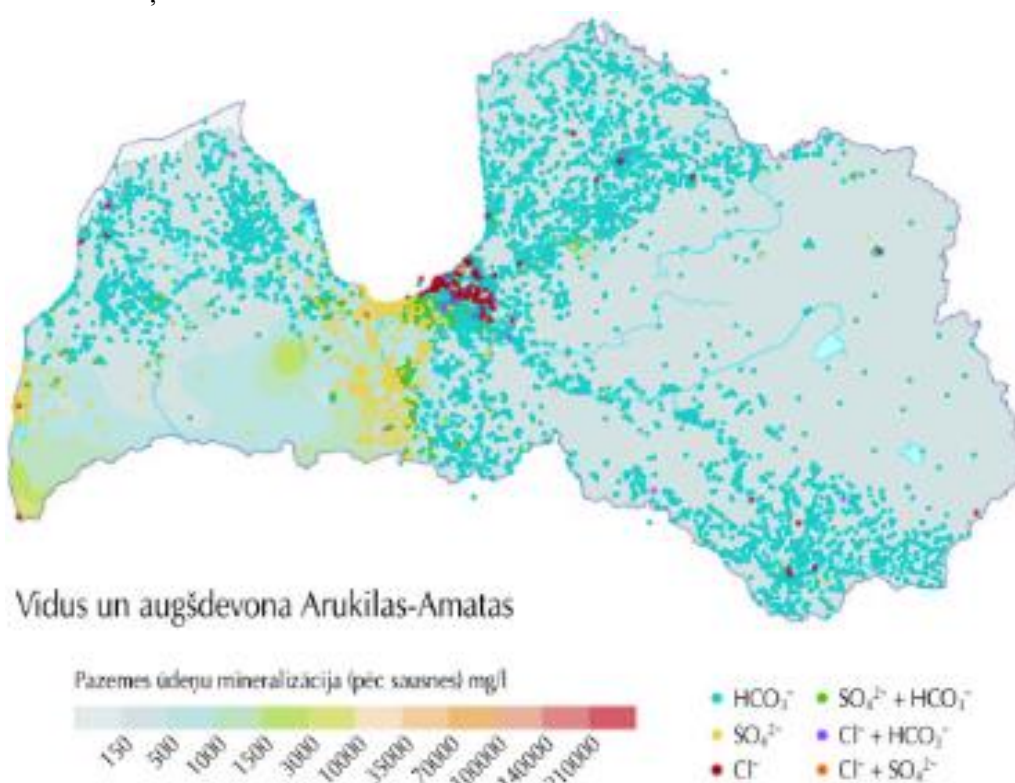 Vidus un augšdevona Arukilas-Amatas
Pazemes ūdeņu mineralizācija (pēc sausnes) mg/l
150 500 1000 1500 3000 10000 35000 70000 100000 140000 210000
HCO₃⁻ SO₄²⁻ + HCO₃⁻
SO₄²⁻ Cl⁻ + HCO₃⁻
Cl⁻ Cl⁻ + SO₄²⁻